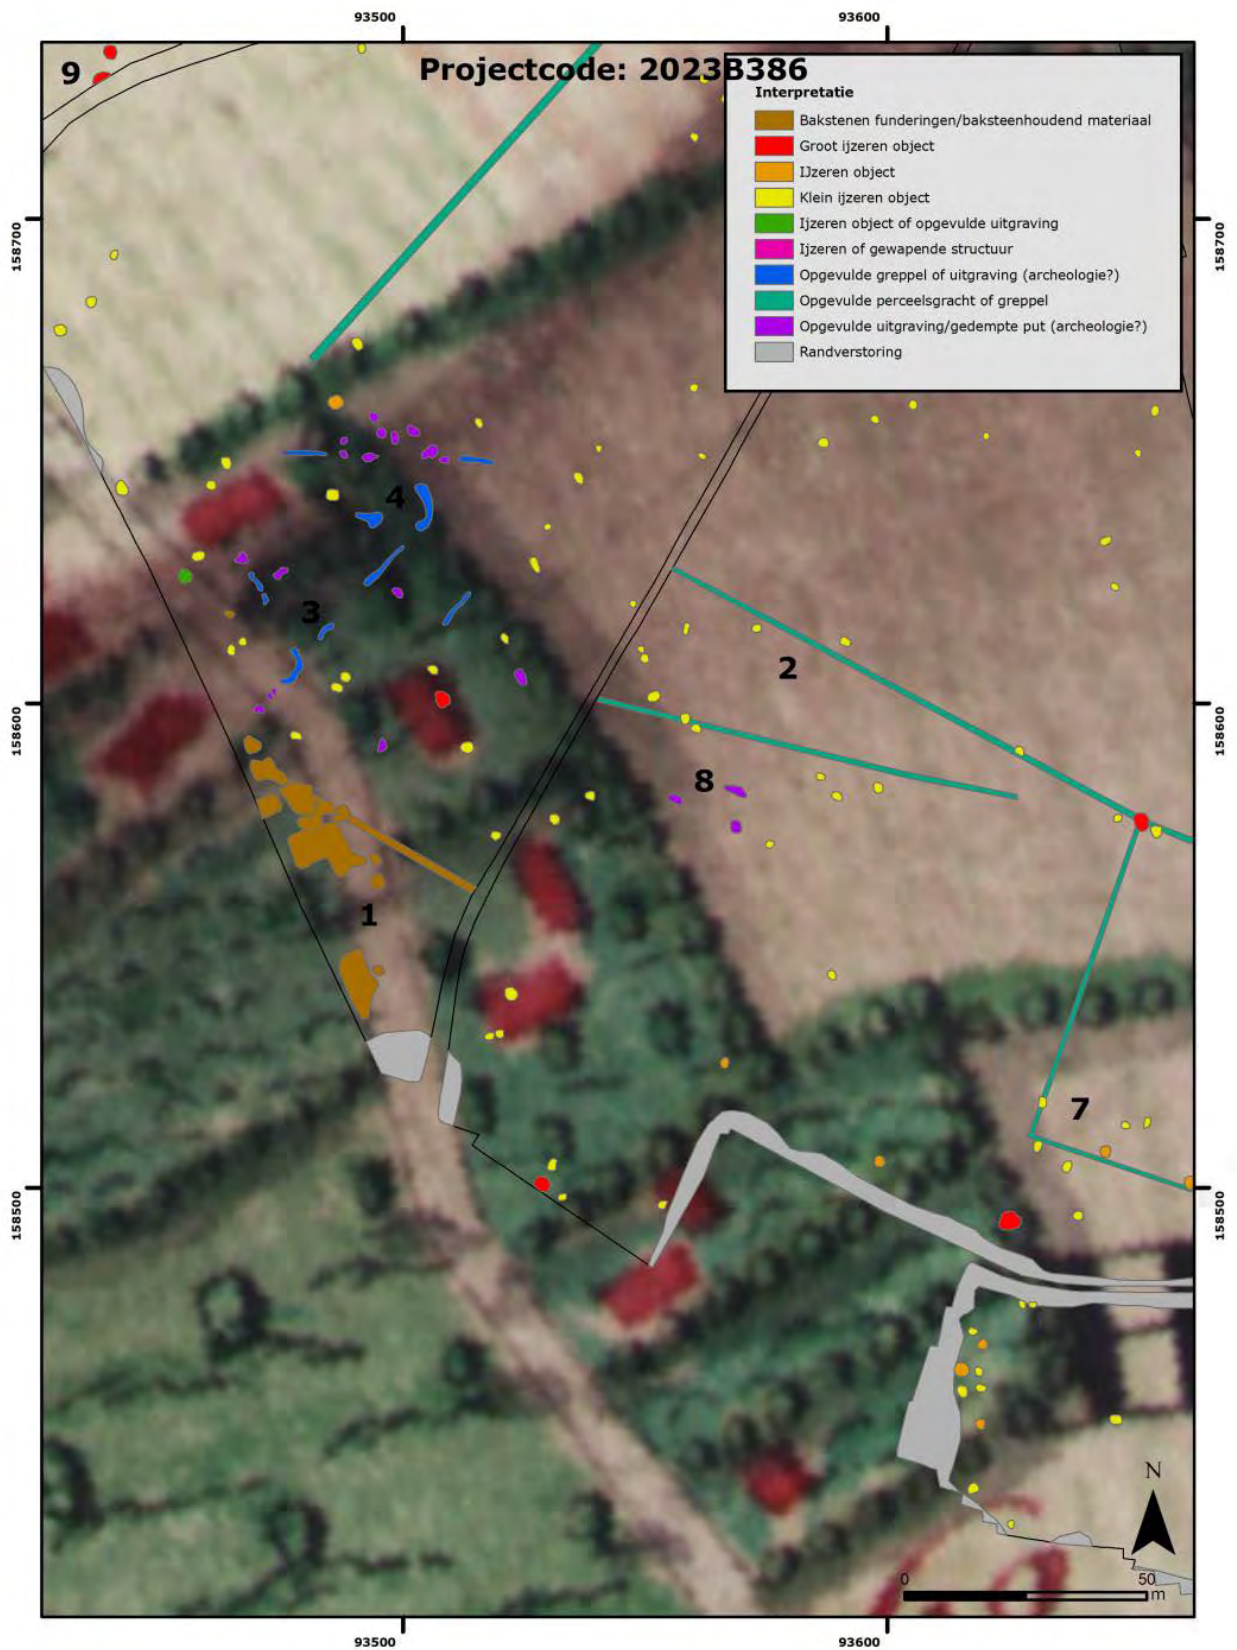 93500
93600
9
Projectcode: 2023B386
Interpretatie
Bakstenen funderingen/baksteenhoudend materiaal
Groot ijzeren object
IJzeren object
Klein ijzeren object
Ijzeren object of opgevulde uitgraving
Ijzeren of gewapende structuur
Opgevulde greppel of uitgraving (archeologie?)
Opgevulde perceelsgracht of greppel
Opgevulde uitgraving/gedempte put (archeologie?)
Randverstoring
158700
158700
4
3
2
158600
158600
8
1
7
158500
158500
N
0
50
m
93500
93600